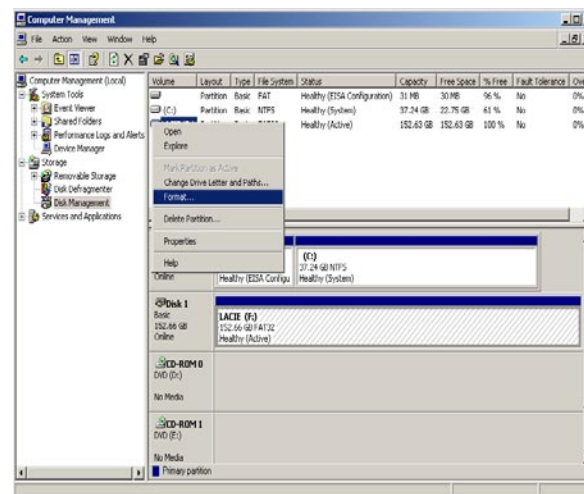 Computer Management
File Action View Window Help
Computer Management (Local)
System Tools
Event Viewer
Shared Folders
Performance Logs and Alerts
Device Manager
Storage
Removable Storage
Disk Defragmenter
Disk Management
Services and Applications
Volume Layout Type File System Status Capacity Free Space % Free Fault Tolerance Ove
Partition Basic FAT Healthy (EISA Configuration) 31 MB 30 MB 96 % No 0%
(C:) Partition Basic NTFS Healthy (System) 37.24 GB 22.75 GB 61 % No 0%
Healthy (Active) 152.63 GB 152.63 GB 100 % No 0%
Open
Explore
Mark Partition as Active
Change Drive Letter and Paths...
Format...
Delete Partition...
Properties
Help
Online
Healthy (EISA Configu
(C:)
37.24 GB NTFS
Healthy (System)
Disk 1
Basic
152.66 GB
Online
LACIE (F:)
152.66 GB FAT32
Healthy (Active)
CD-ROM 0
DVD (D:)
No Media
CD-ROM 1
DVD (E:)
No Media
Primary partition